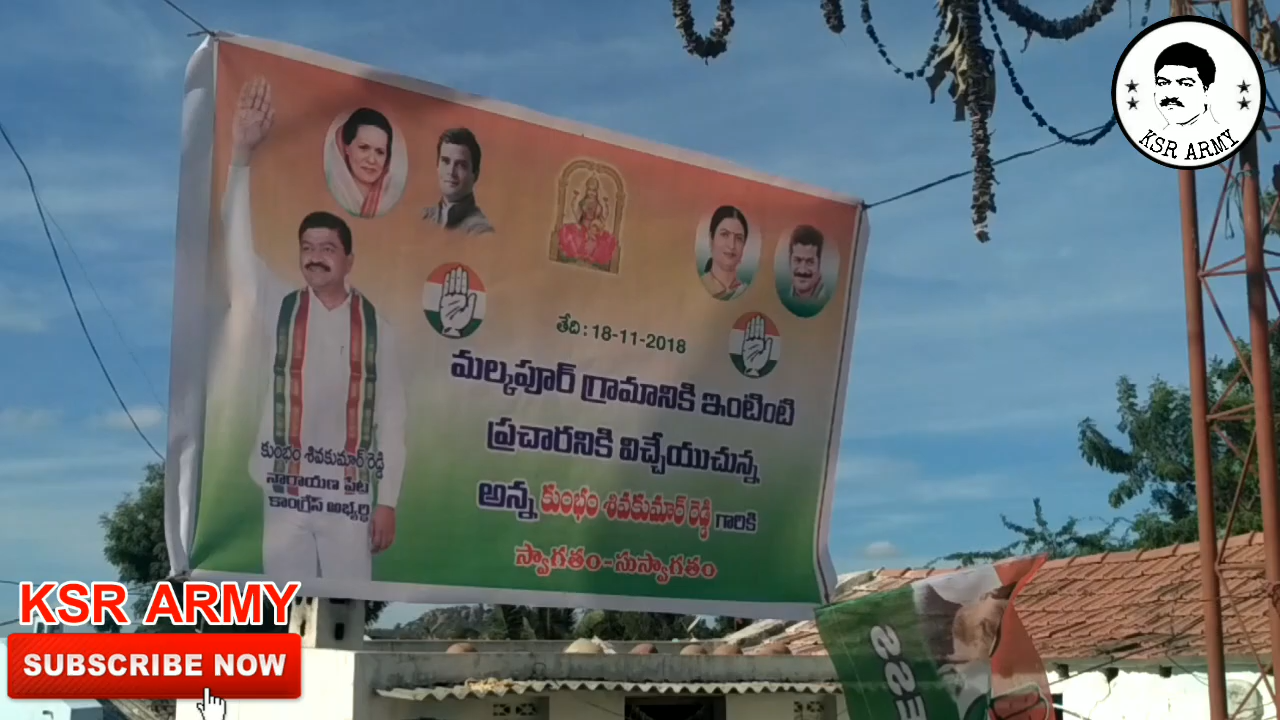 KSR ARMY
తేది : 18-11-2018
మల్కపూర్ గ్రామానికి ఇంటింటి
ప్రచారనికి విచ్చేయుచున్న
అన్న కుంభం శివకుమార్ రెడ్డి గారికి
స్వాగతం-సుస్వాగతం
కుంభం శివకుమార్ రెడ్డి
నారాయణ పేట
కాంగ్రేస్ అభ్యర్థి
KSR ARMY
SUBSCRIBE NOW